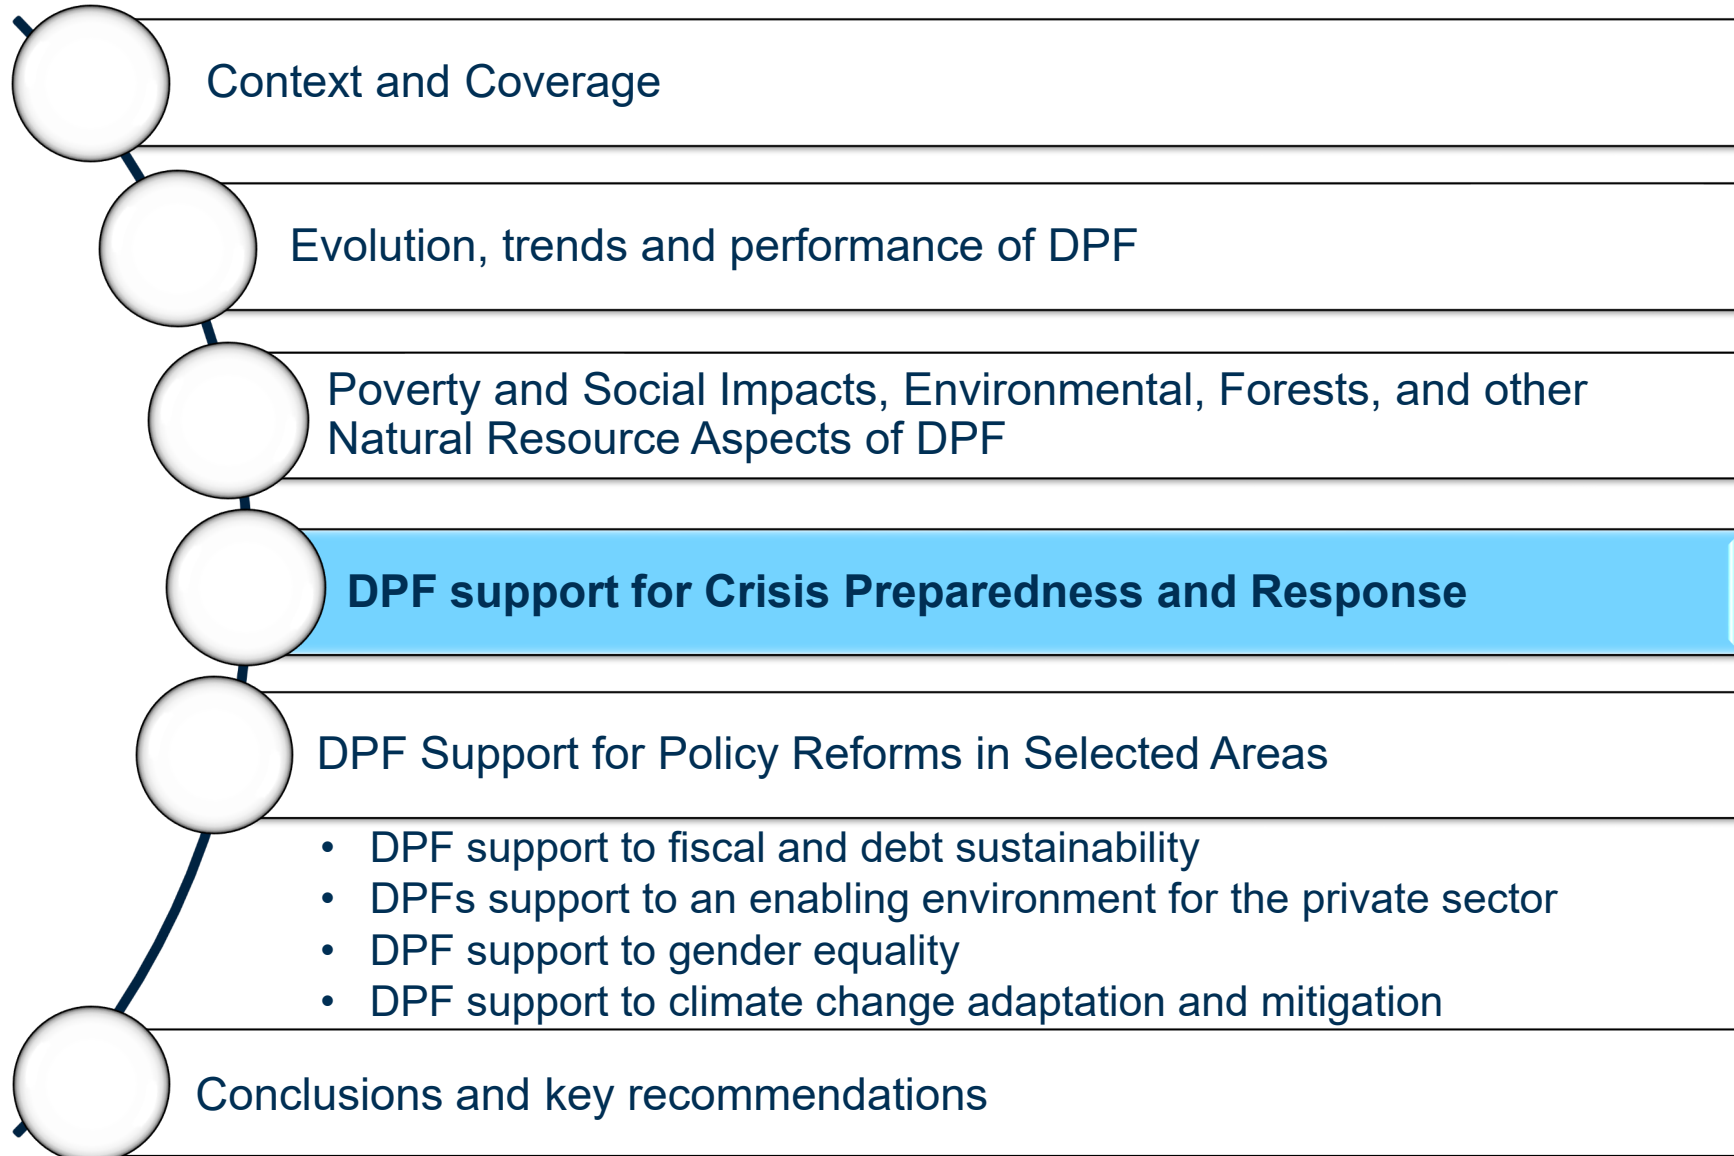 Context and Coverage
Evolution, trends and performance of DPF
Poverty and Social Impacts, Environmental, Forests, and other
Natural Resource Aspects of DPF
DPF support for Crisis Preparedness and Response
DPF Support for Policy Reforms in Selected Areas
• DPF support to fiscal and debt sustainability
• DPFs support to an enabling environment for the private sector
• DPF support to gender equality
• DPF support to climate change adaptation and mitigation
Conclusions and key recommendations